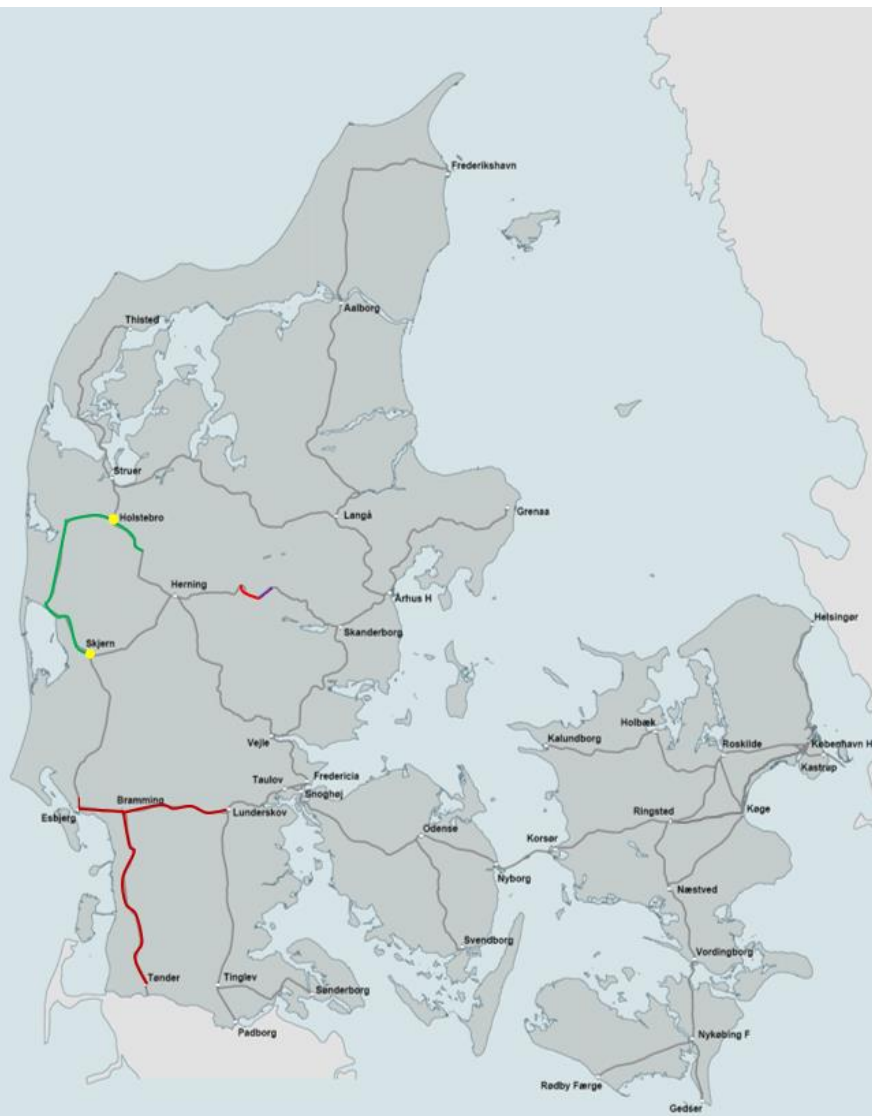 Frederikshavn
Aalborg
Thisted
Struer
Holstebro
Langå
Grenaa
Herning
Århus H
Skanderborg
Skjern
Helsingør
Vejle
Kalundborg
Holbæk
Roskilde
København H
Kastrup
Taulov
Fredericia
Snoghøj
Esbjerg
Bramming
Lunderskov
Odense
Korsør
Ringsted
Køge
Nyborg
Næstved
Svendborg
Vordingborg
Tønder
Tinglev
Sønderborg
Padborg
Nykøbing F
Rødby Færge
Gedser